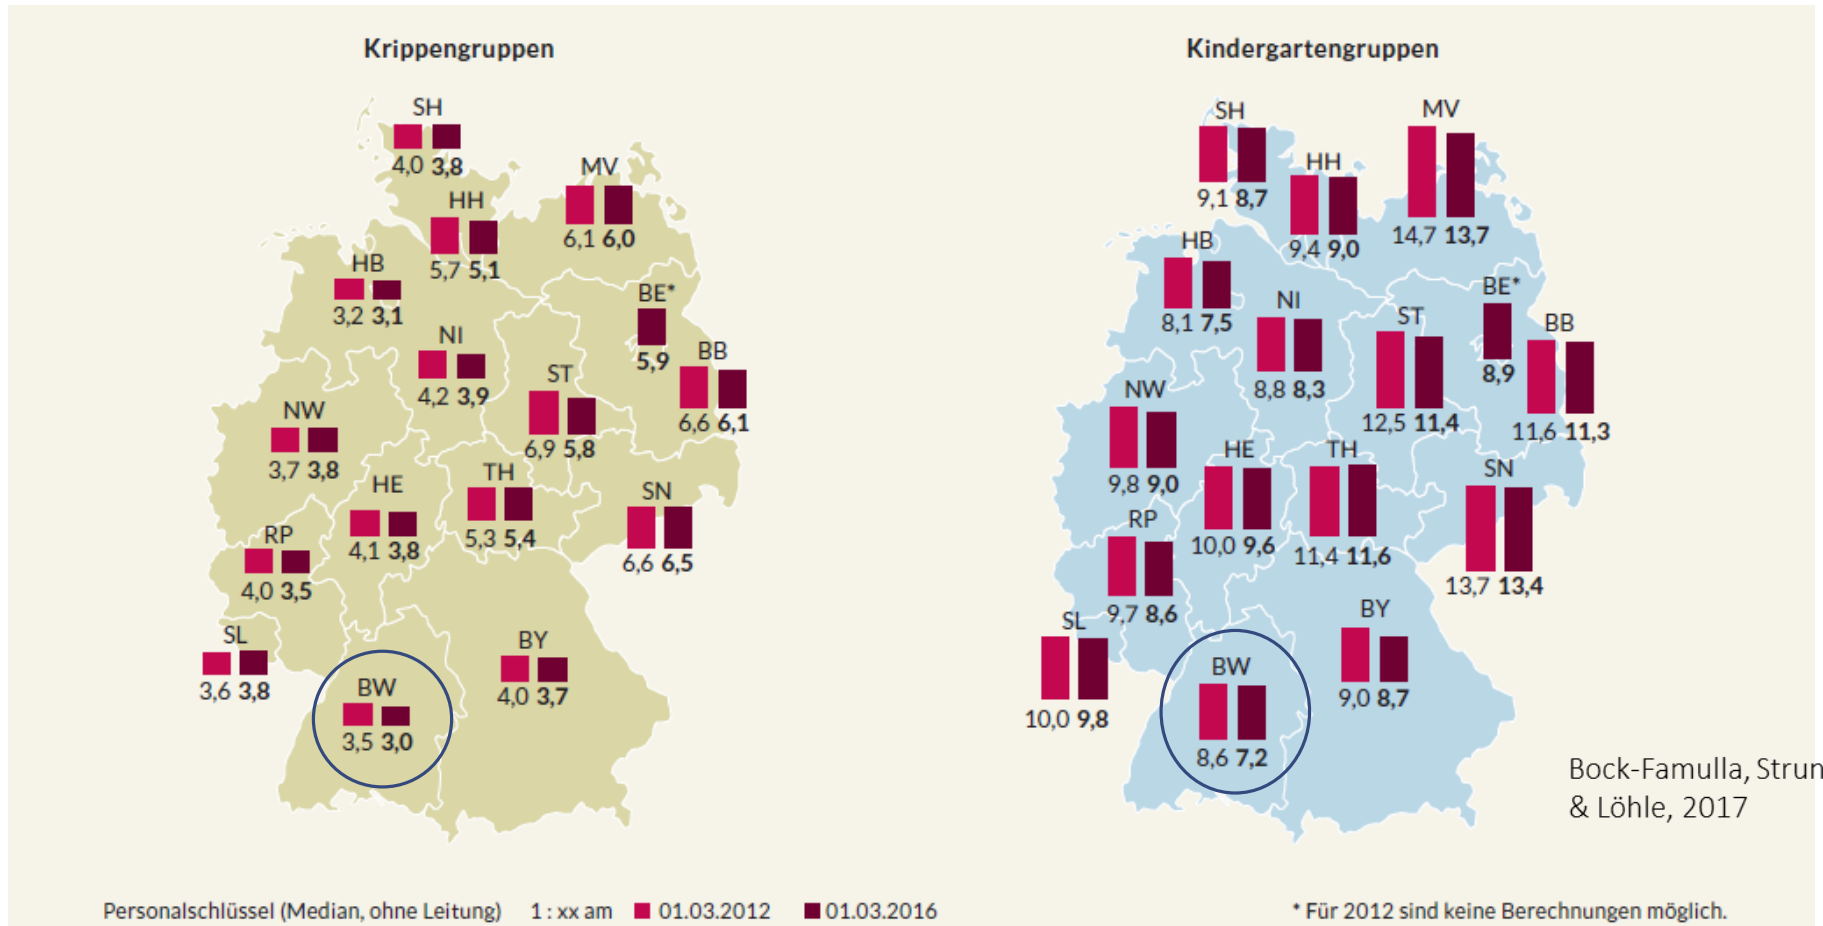 Krippengruppen
SH
4,0 3,8
MV
6,1 6,0
HH
5,7 5,1
HB
3,2 3,1
BE*
5,9
NI
4,2 3,9
BB
6,6 6,1
ST
6,9 5,8
NW
3,7 3,8
TH
5,3 5,4
HE
4,1 3,8
SN
6,6 6,5
RP
4,0 3,5
SL
3,6 3,8
BY
4,0 3,7
BW
3,5 3,0
Kindergartengruppen
SH
9,1 8,7
MV
14,7 13,7
HH
9,4 9,0
HB
8,1 7,5
BE*
8,9
NI
8,8 8,3
ST
12,5 11,4
BB
11,6 11,3
NW
9,8 9,0
HE
10,0 9,6
TH
11,4 11,6
SN
13,7 13,4
RP
9,7 8,6
SL
10,0 9,8
BY
9,0 8,7
BW
8,6 7,2
Bock-Famulla, Strun
& Löhle, 2017
Personalschlüssel (Median, ohne Leitung) 1 : xx am 01.03.2012 01.03.2016
* Für 2012 sind keine Berechnungen möglich.